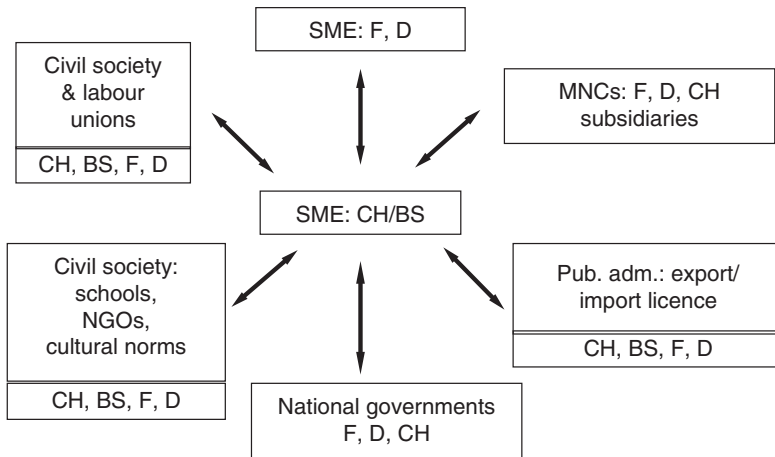 SME: F, D
Civil society
& labour
unions
CH, BS, F, D
MNCs: F, D, CH
subsidiaries
SME: CH/BS
Civil society:
schools,
NGOs,
cultural norms
CH, BS, F, D
Pub. adm.: export/
import licence
CH, BS, F, D
National governments
F, D, CH